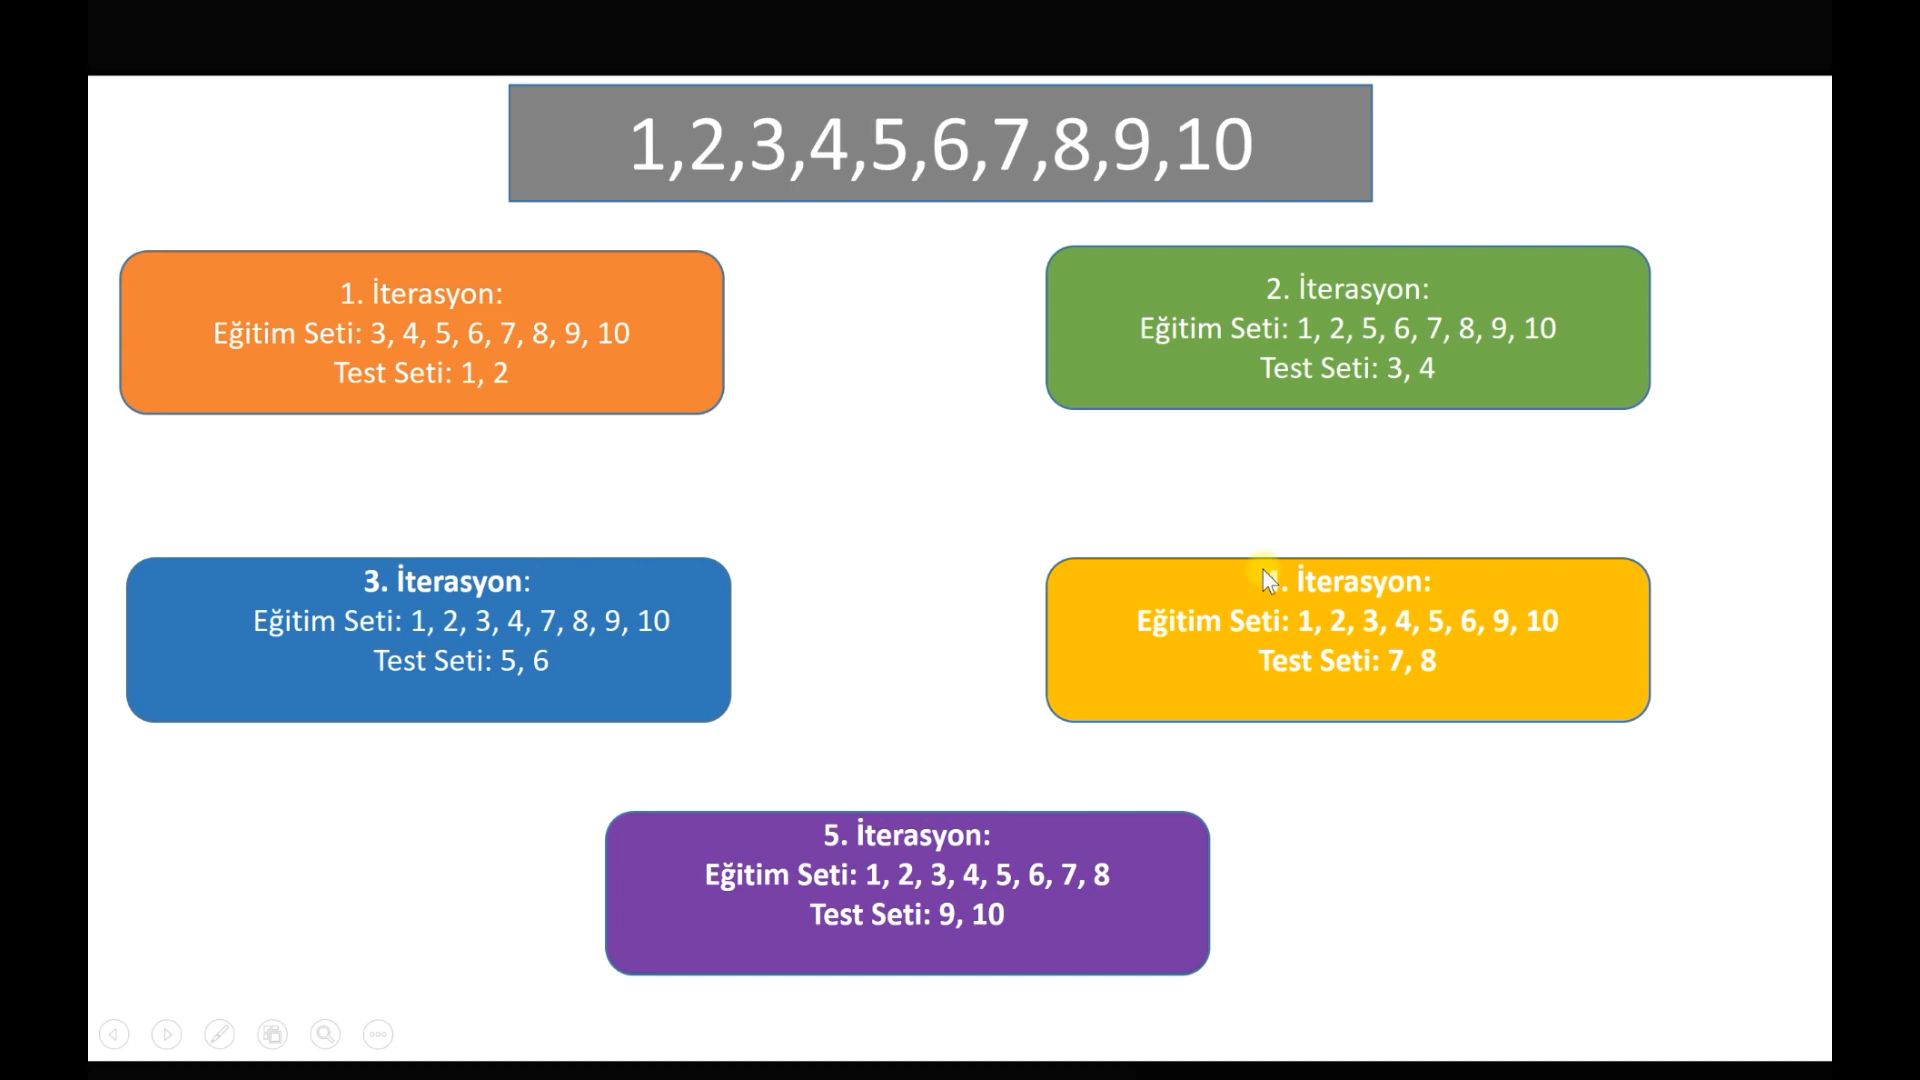 1,2,3,4,5,6,7,8,9,10
1. İterasyon:
Eğitim Seti: 3, 4, 5, 6, 7, 8, 9, 10
Test Seti: 1, 2
2. İterasyon:
Eğitim Seti: 1, 2, 5, 6, 7, 8, 9, 10
Test Seti: 3, 4
3. İterasyon:
Eğitim Seti: 1, 2, 3, 4, 7, 8, 9, 10
Test Seti: 5, 6
İterasyon:
Eğitim Seti: 1, 2, 3, 4, 5, 6, 9, 10
Test Seti: 7, 8
5. İterasyon:
Eğitim Seti: 1, 2, 3, 4, 5, 6, 7, 8
Test Seti: 9, 10